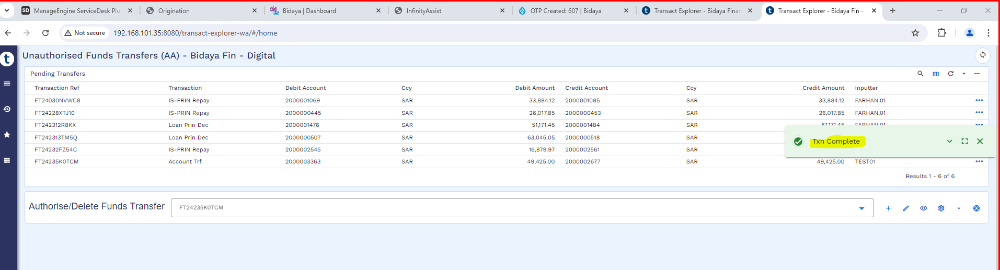 SD ManageEngine ServiceDesk Plu
Origination
Bidaya | Dashboard
InfinityAssist
OTP Created: 607 | Bidaya
Transact Explorer - Bidaya Finan
Transact Explorer - Bidaya Fin -
Not secure 192.168.101.35:8080/transact-explorer-wa/#/home
t Unauthorised Funds Transfers (AA) - Bidaya Fin - Digital
Pending Transfers
Transaction Ref Transaction Debit Account Ccy Debit Amount Credit Account Ccy Credit Amount Inputter
FT24030NVWC8 IS-PRIN Repay 2000001069 SAR 33,884.12 2000001085 SAR 33,884.12 FARHAN.01
FT24228XTJ10 IS-PRIN Repay 2000000445 SAR 26,017.85 2000000453 SAR 26,017.85 FARHAN.01
FT242312R8KX Loan Prin Dec 2000001476 SAR 51,171.45 2000001484 SAR 51,171.45 FARHAN.01
FT242313TM5Q Loan Prin Dec 2000000507 SAR 63,045.05 2000000518 SAR
Txn Complete
FT24232FZ54C IS-PRIN Repay 2000002545 SAR 16,879.97 2000002561 SAR
FT24235K0TCM Account Trf 2000003363 SAR 49,425.00 2000002677 SAR 49,425.00 TEST01
Results 1 - 6 of 6
Authorise/Delete Funds Transfer FT24235K0TCM